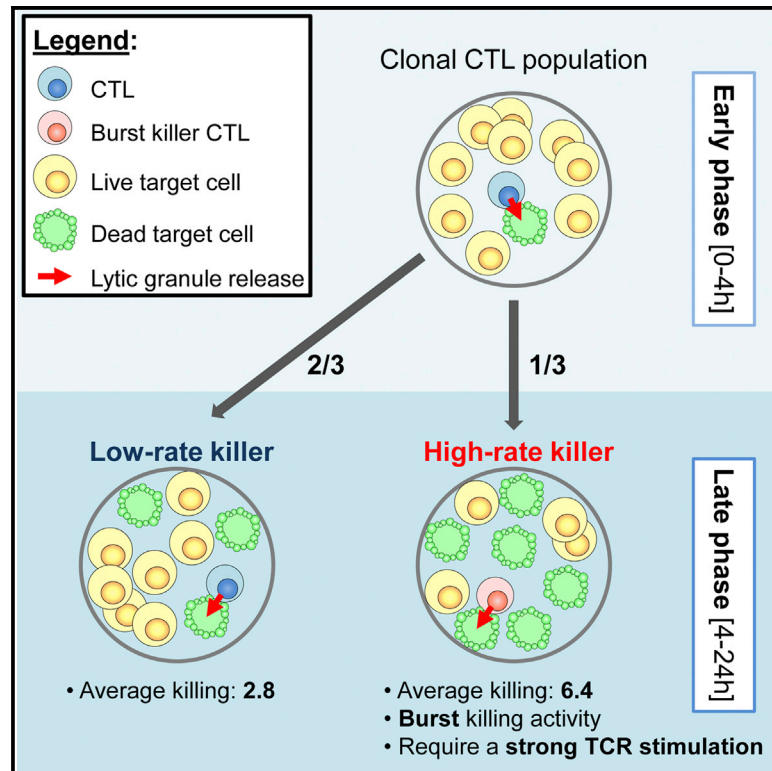 Legend:
CTL
Burst killer CTL
Live target cell
Dead target cell
Lytic granule release
Clonal CTL population
Early phase [0-4h]
2/3
1/3
Low-rate killer
High-rate killer
Late phase [4-24h]
• Average killing: 2.8
• Average killing: 6.4
• Burst killing activity
• Require a strong TCR stimulation